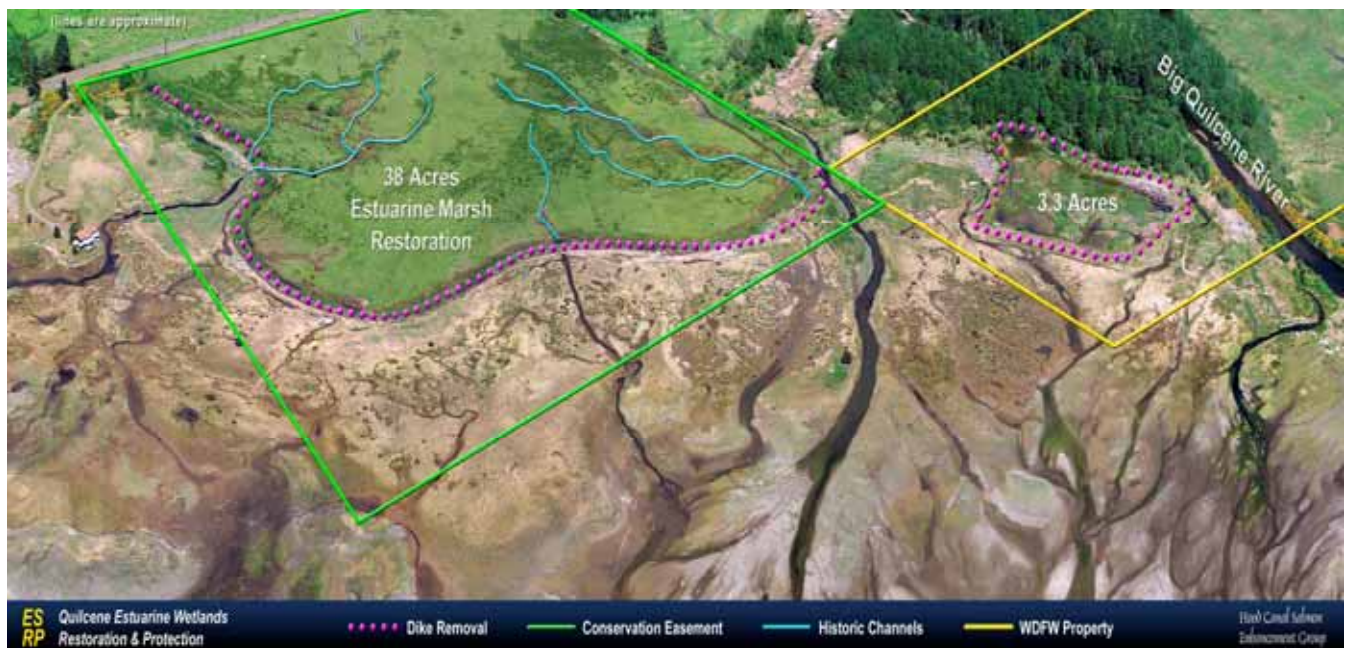 (lines are approximate)
Big Quilcene River
38 Acres
Estuarine Marsh
Restoration
3.3 Acres
ES
RP
Quilcene Estuarine Wetlands
Restoration & Protection
Dike Removal
Conservation Easement
Historic Channels
WDFW Property
Hood Canal Salmon
Enhancement Group